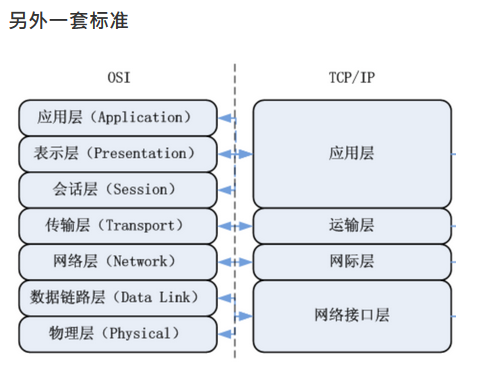 另外一套标准
OSI
TCP/IP
应用层（Application）
表示层（Presentation）
会话层（Session）
传输层（Transport）
网络层（Network）
数据链路层（Data Link）
物理层（Physical）
应用层
运输层
网际层
网络接口层